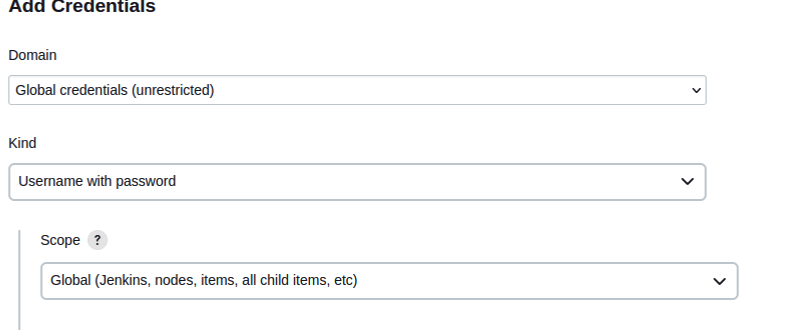 Add Credentials
Domain
Global credentials (unrestricted)
Kind
Username with password
Scope ?
Global (Jenkins, nodes, items, all child items, etc)